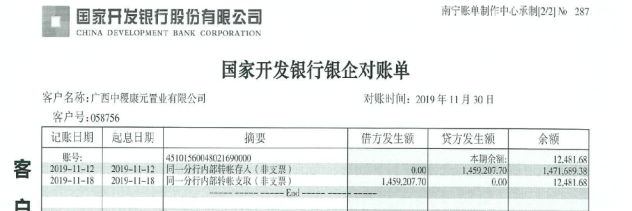 国家开发银行股份有限公司
CHINA DEVELOPMENT BANK CORPORATION
南宁账单制作中心承制[2/2] № 287
国家开发银行银企对账单
客户名称:广西中稷康元置业有限公司 对账时间: 2019 年 11 月 30 日
客户号:058756
记账日期 起息日期 摘要 借方发生额 贷方发生额 余额
账号: 45101560048021690000 本期余额: 12,481.68
2019-11-12 2019-11-12 同一分行内部转帐存入(非支票) 0.00 1,459,207.70 1,471,689.38
2019-11-18 2019-11-18 同一分行内部转帐支取(非支票) 1,459,207.70 0.00 12,481.68
----- ----- ----- End ----- ----- -----
客